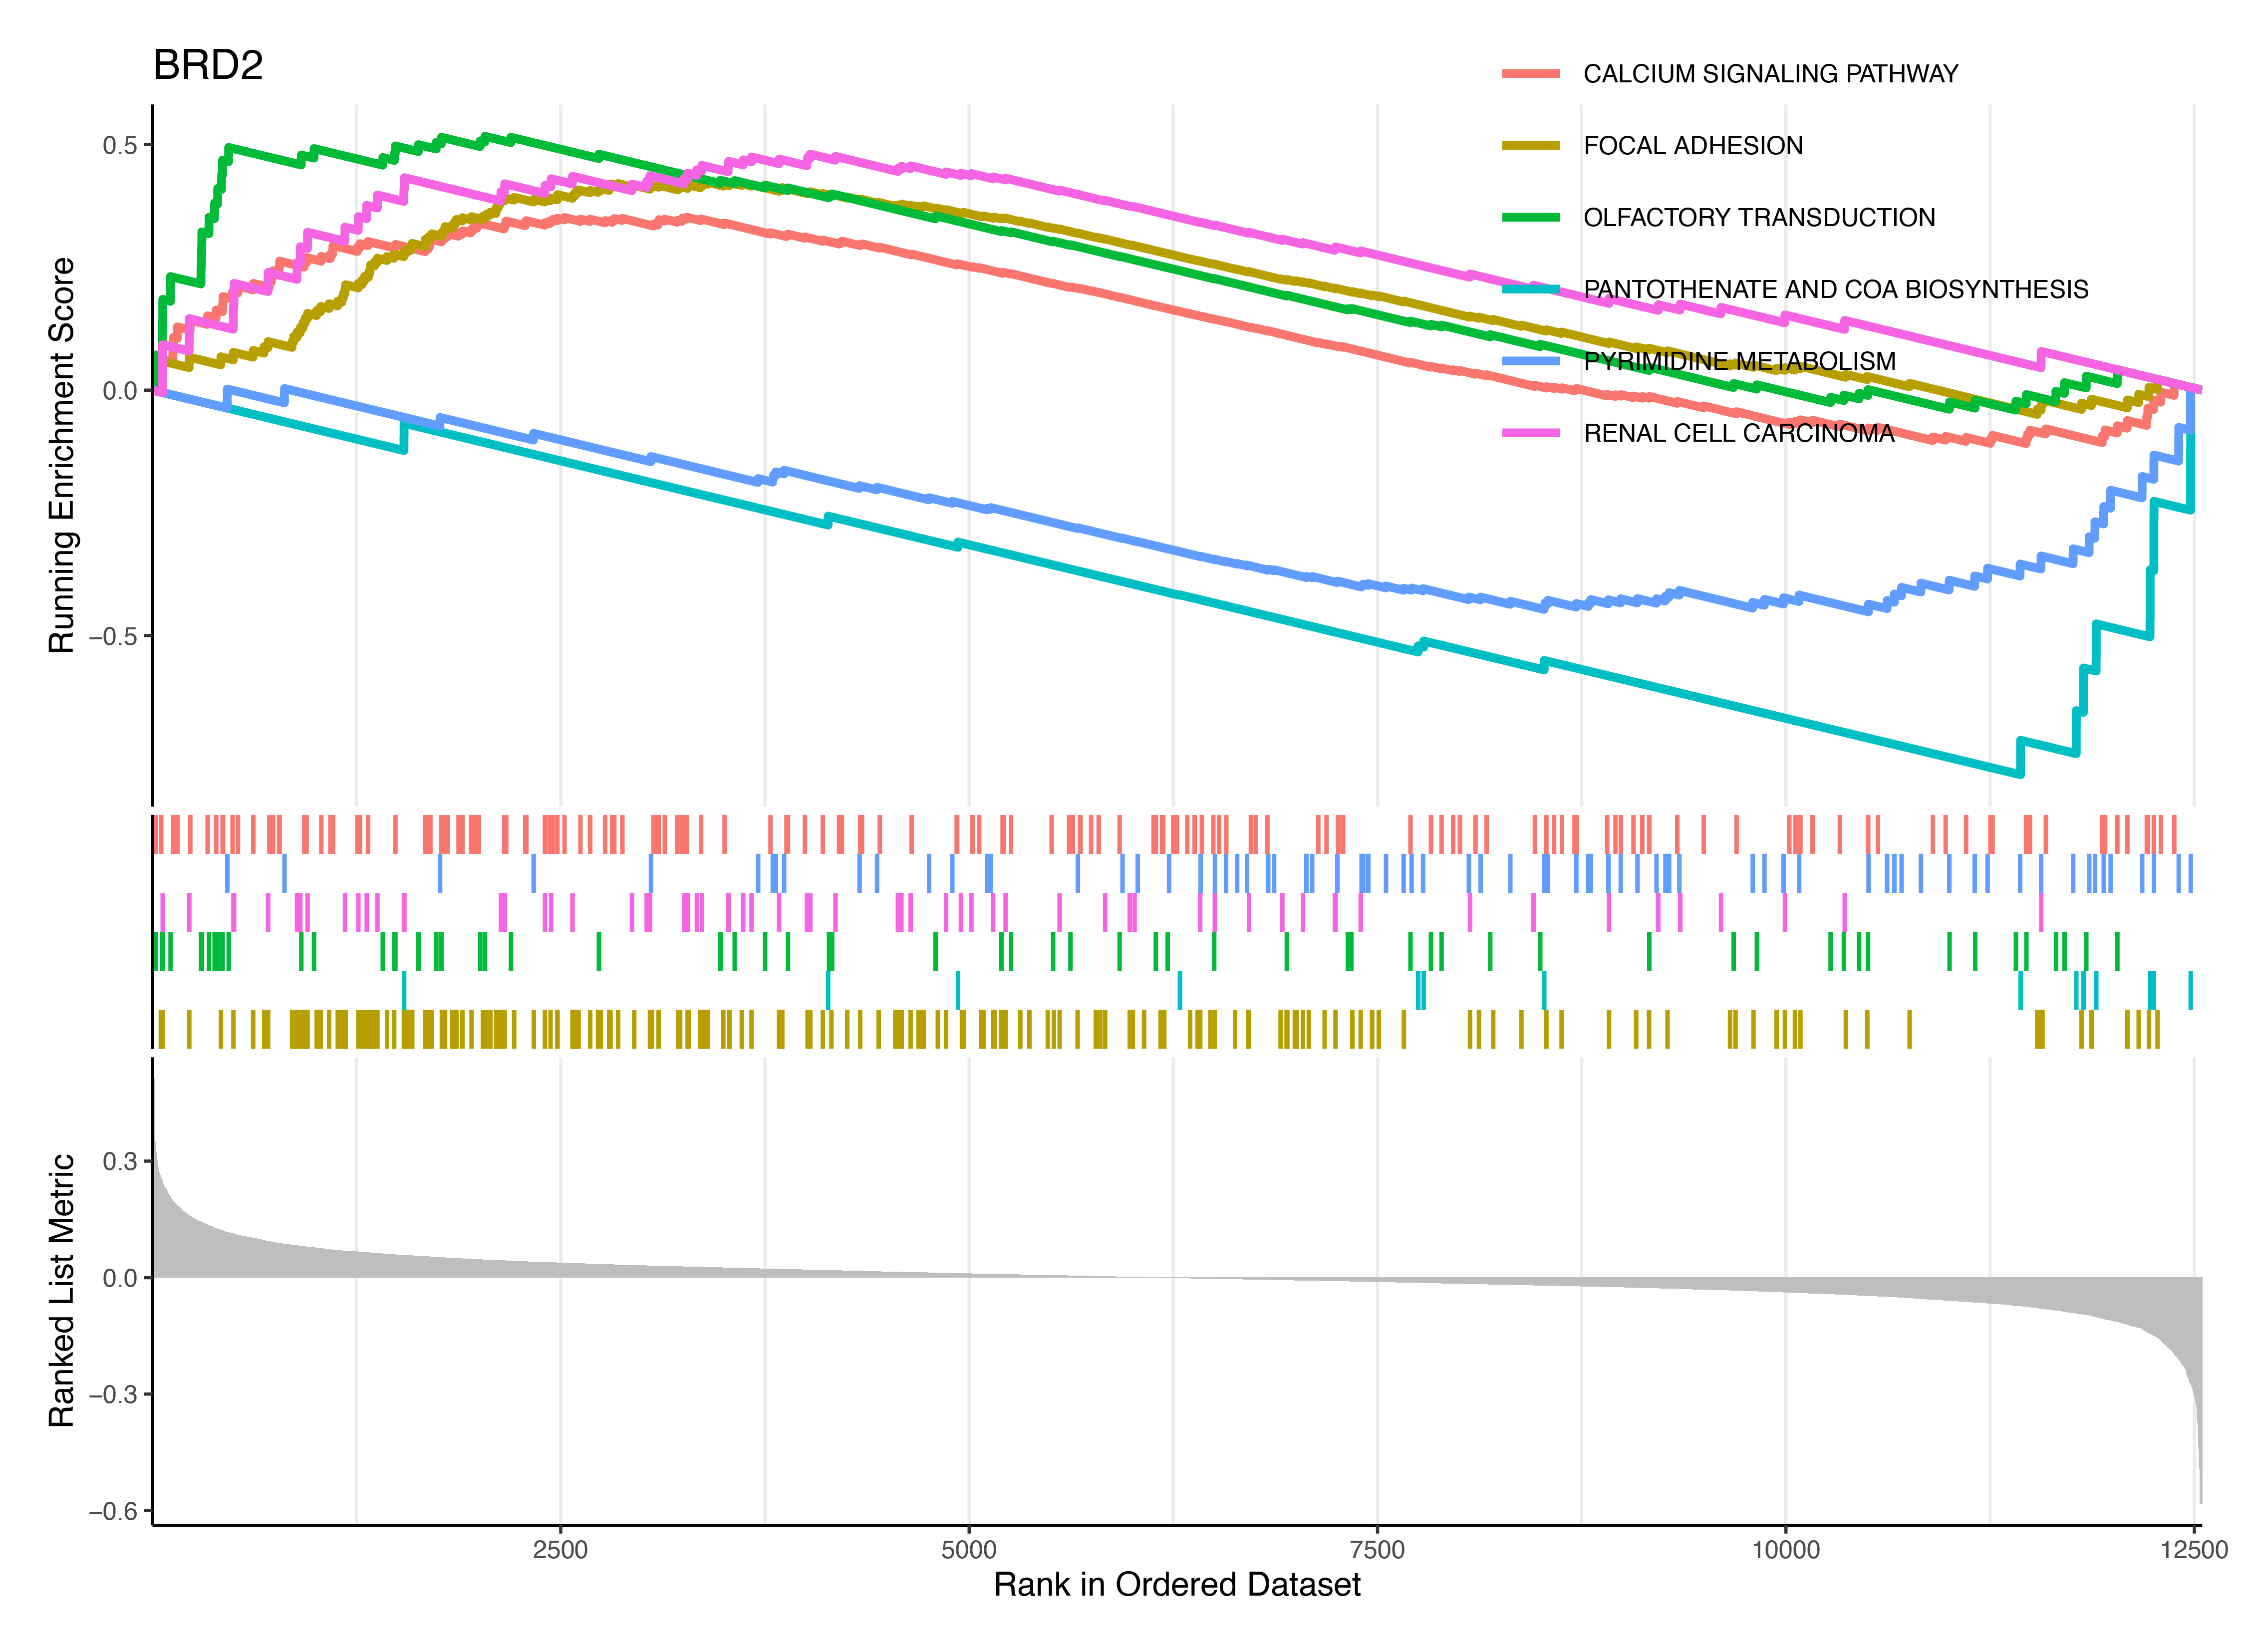 BRD2
CALCIUM SIGNALING PATHWAY
FOCAL ADHESION
OLFACTORY TRANSDUCTION
PANTOTHENATE AND COA BIOSYNTHESIS
PYRIMIDINE METABOLISM
RENAL CELL CARCINOMA
Running Enrichment Score
0.5
0.0
−0.5
Ranked List Metric
0.3
0.0
−0.3
−0.6
2500
5000
7500
10000
12500
Rank in Ordered Dataset